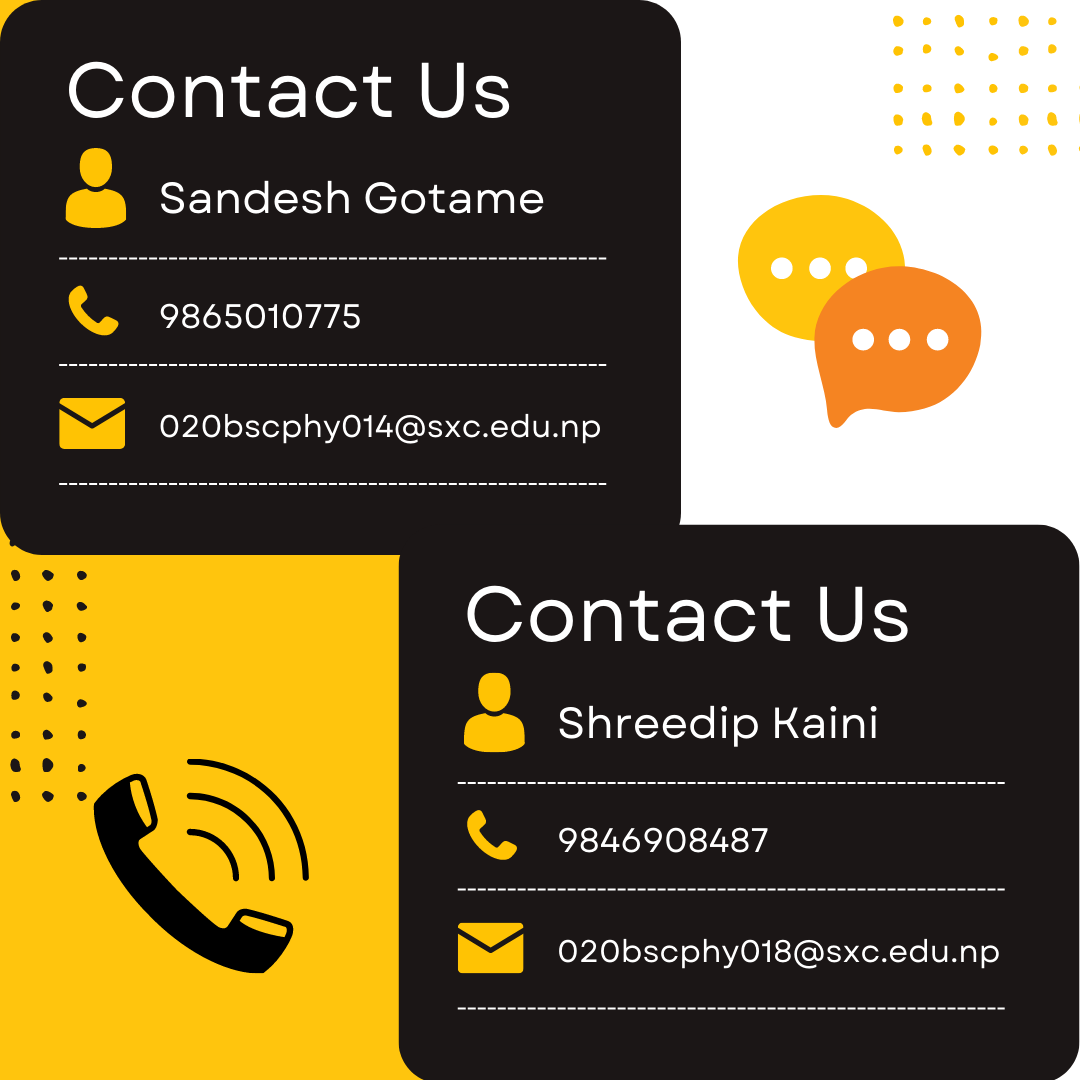 Contact Us
Sandesh Gotame
9865010775
020bscphy014@sxc.edu.np
Contact Us
Shreedip Kaini
9846908487
020bscphy018@sxc.edu.np